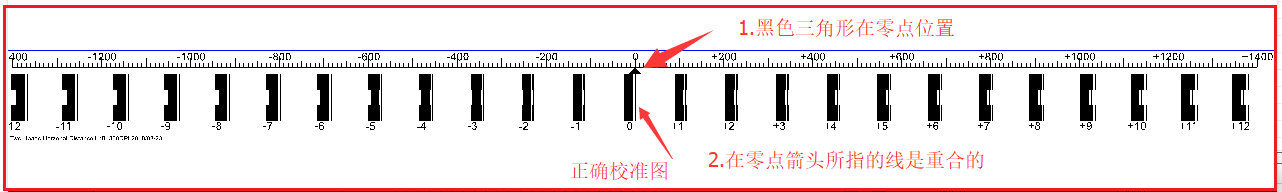 1.黑色三角形在零点位置
400 -1200 -1000 -800 -600 -400 -200 0 +200 +400 +600 +800 +1000 +1200 -1400
12 -11 -10 -9 -8 -7 -6 -5 -4 -3 -2 -1 0 +1 +2 +3 +4 +5 +6 +7 +8 +9 +10 +11 +12
2.在零点箭头所指的线是重合的
正确校准图